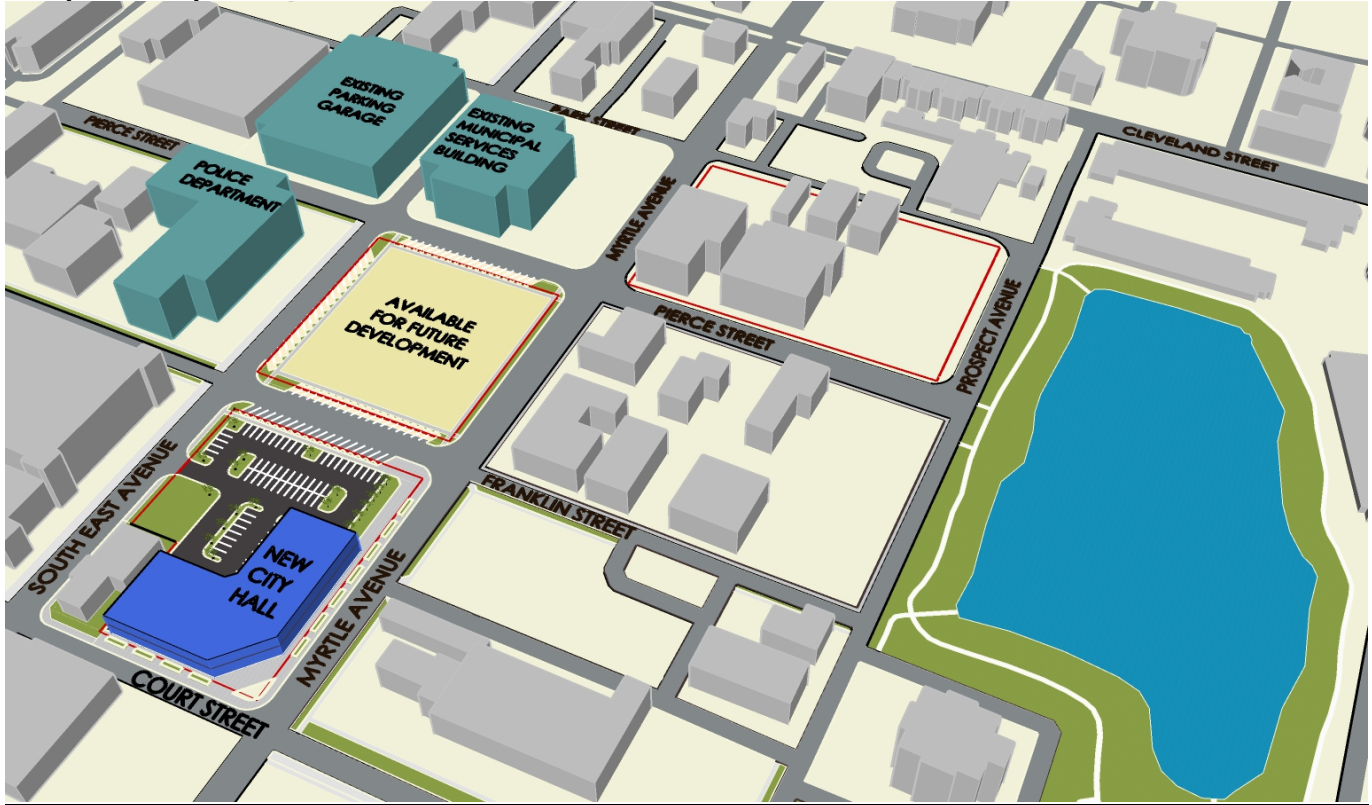 EXISTING
PARKING
GARAGE
EXISTING
MUNICIPAL
SERVICES
BUILDING
PARK STREET
PIERCE STREET
POLICE
DEPARTMENT
CLEVELAND STREET
MYRTLE AVENUE
AVAILABLE
FOR FUTURE
DEVELOPMENT
PIERCE STREET
PROSPECT AVENUE
SOUTH EAST AVENUE
FRANKLIN STREET
NEW
CITY
HALL
MYRTLE AVENUE
COURT STREET